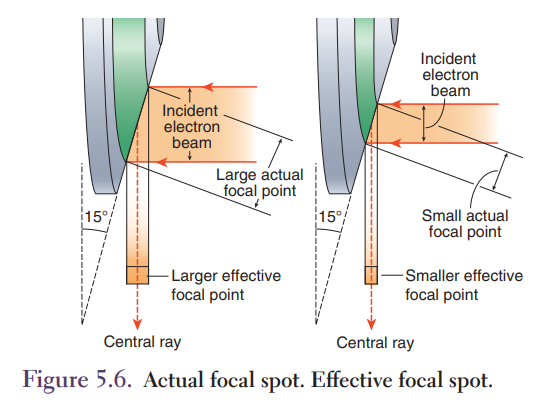 Incident
electron
beam
Large actual
focal point
15°
Larger effective
focal point
Central ray
Incident
electron
beam
15°
Small actual
focal point
Smaller effective
focal point
Central ray
Figure 5.6. Actual focal spot. Effective focal spot.